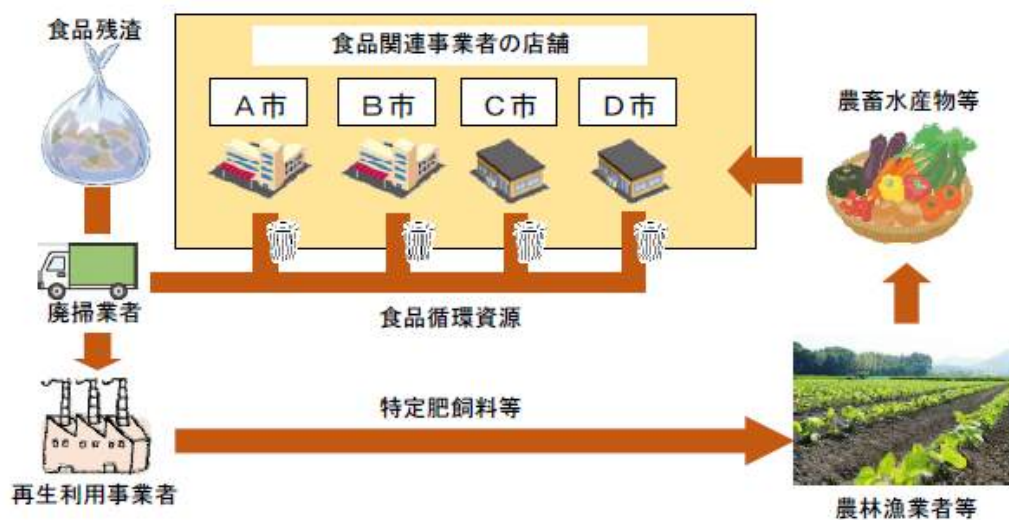 食品残渣
食品関連事業者の店舗
A市
B市
C市
D市
農畜水産物等
廃掃業者
食品循環資源
特定肥飼料等
再生利用事業者
農林漁業者等